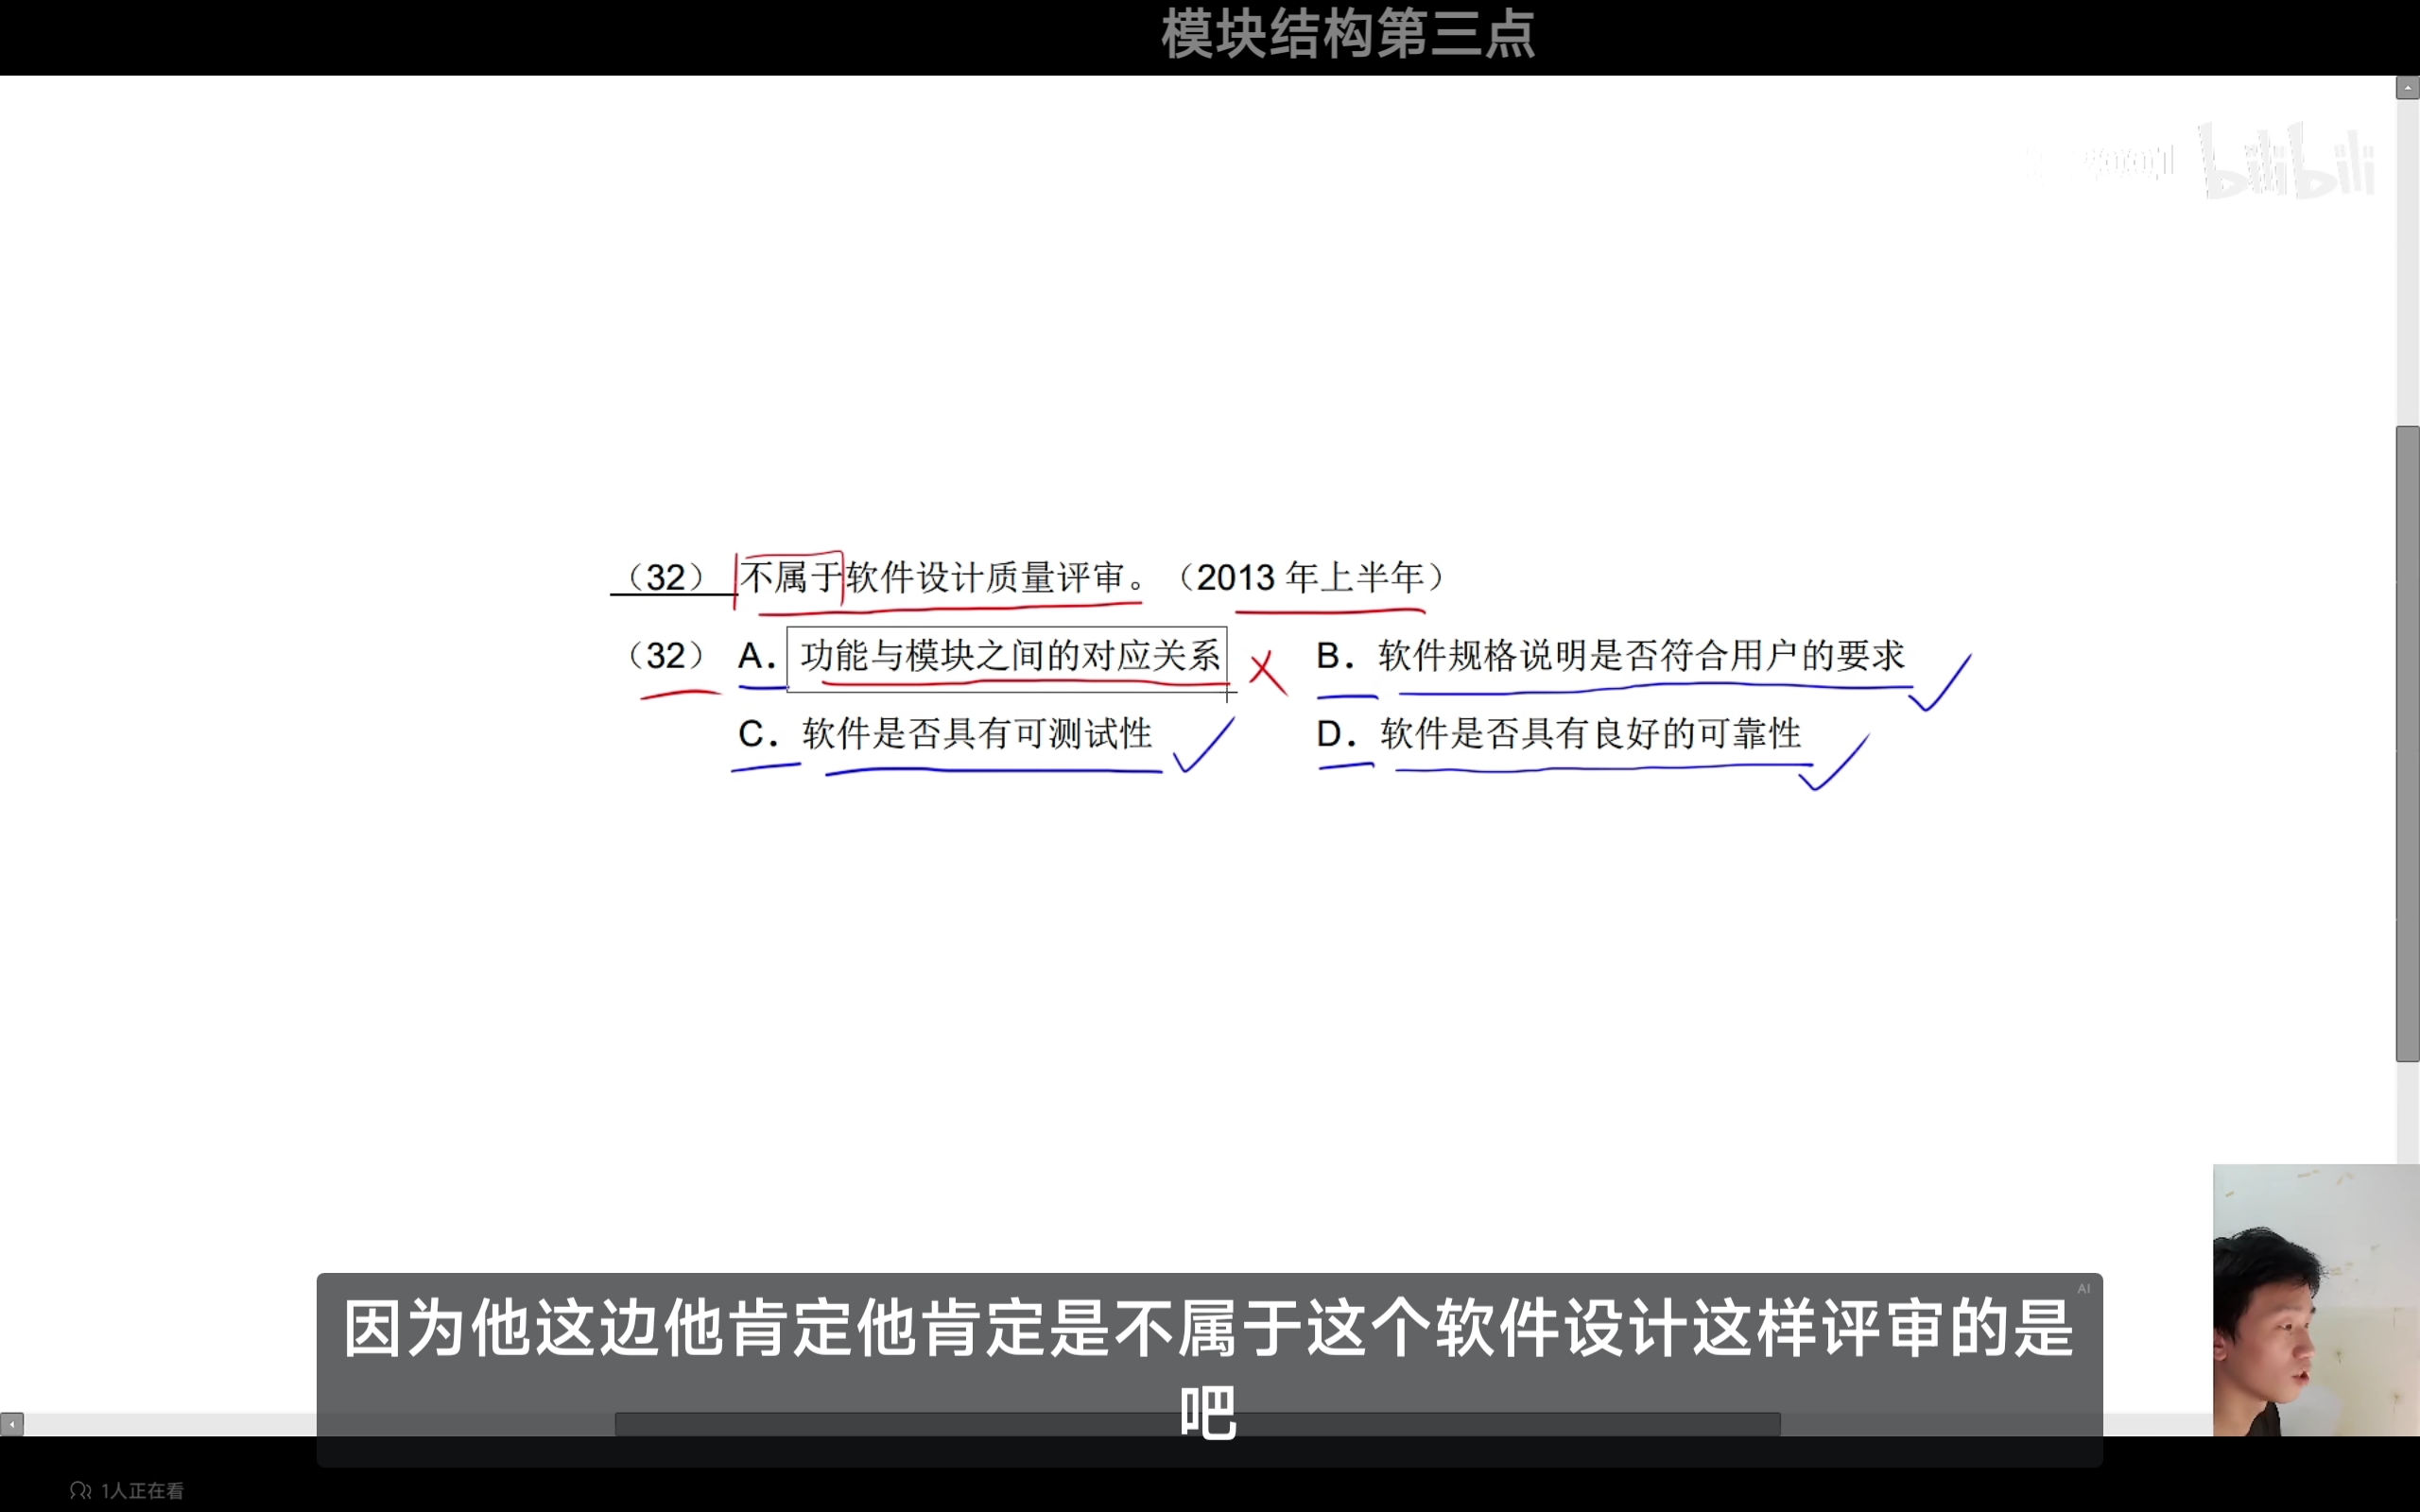 模块结构第三点
bilibili
（32） 不属于软件设计质量评审。（2013 年上半年）
（32） A. 功能与模块之间的对应关系 B. 软件规格说明是否符合用户的要求
C. 软件是否具有可测试性 D. 软件是否具有良好的可靠性
AI
因为他这边他肯定他肯定是不属于这个软件设计这样评审的是
吧
1人正在看